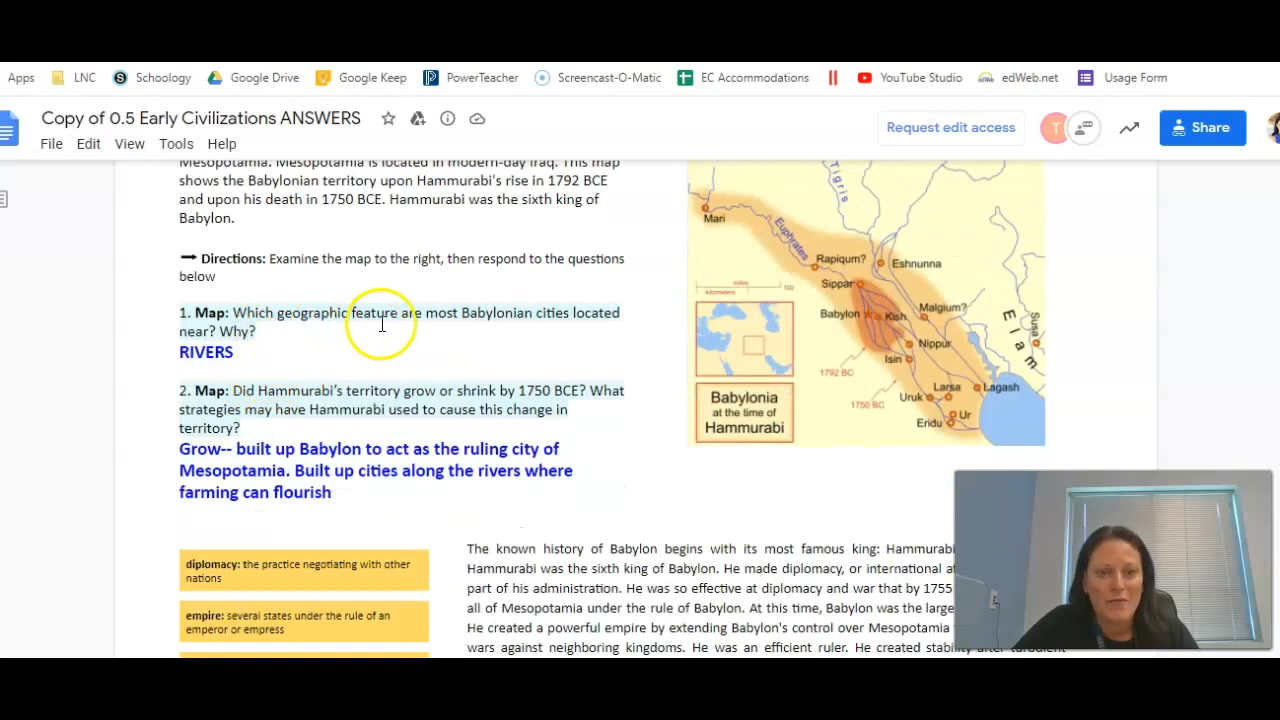 Apps LNC Schoology Google Drive Google Keep PowerTeacher Screencast-O-Matic EC Accommodations YouTube Studio edWeb.net Usage Form
Copy of 0.5 Early Civilizations ANSWERS
Request edit access
T
Share
File Edit View Tools Help
Mesopotamia. Mesopotamia is located in modern-day Iraq. This map
shows the Babylonian territory upon Hammurabi's rise in 1792 BCE
and upon his death in 1750 BCE. Hammurabi was the sixth king of
Babylon.
Directions: Examine the map to the right, then respond to the questions
below
1. Map: Which geographic feature are most Babylonian cities located
near? Why?
RIVERS
2. Map: Did Hammurabi's territory grow or shrink by 1750 BCE? What
strategies may have Hammurabi used to cause this change in
territory?
Grow-- built up Babylon to act as the ruling city of
Mesopotamia. Built up cities along the rivers where
farming can flourish
Tigris
Mari
Euphrates
Rapiqum?
Eshnunna
Sippar
miles
100
kilometers
Babylon
Kish
Malgium?
Elam
Susa
Nippur
Isin
1792 BC
1750 BC
Larsa
Lagash
Uruk
Ur
Eridu
Babylonia
at the time of
Hammurabi
diplomacy: the practice negotiating with other
nations
empire: several states under the rule of an
emperor or empress
The known history of Babylon begins with its most famous king: Hammurabi
Hammurabi was the sixth king of Babylon. He made diplomacy, or international
part of his administration. He was so effective at diplomacy and war that by 1755
all of Mesopotamia under the rule of Babylon. At this time, Babylon was the
He created a powerful empire by extending Babylon's control over Mesopotamia
wars against neighboring kingdoms. He was an efficient ruler. He created stability after turbulent